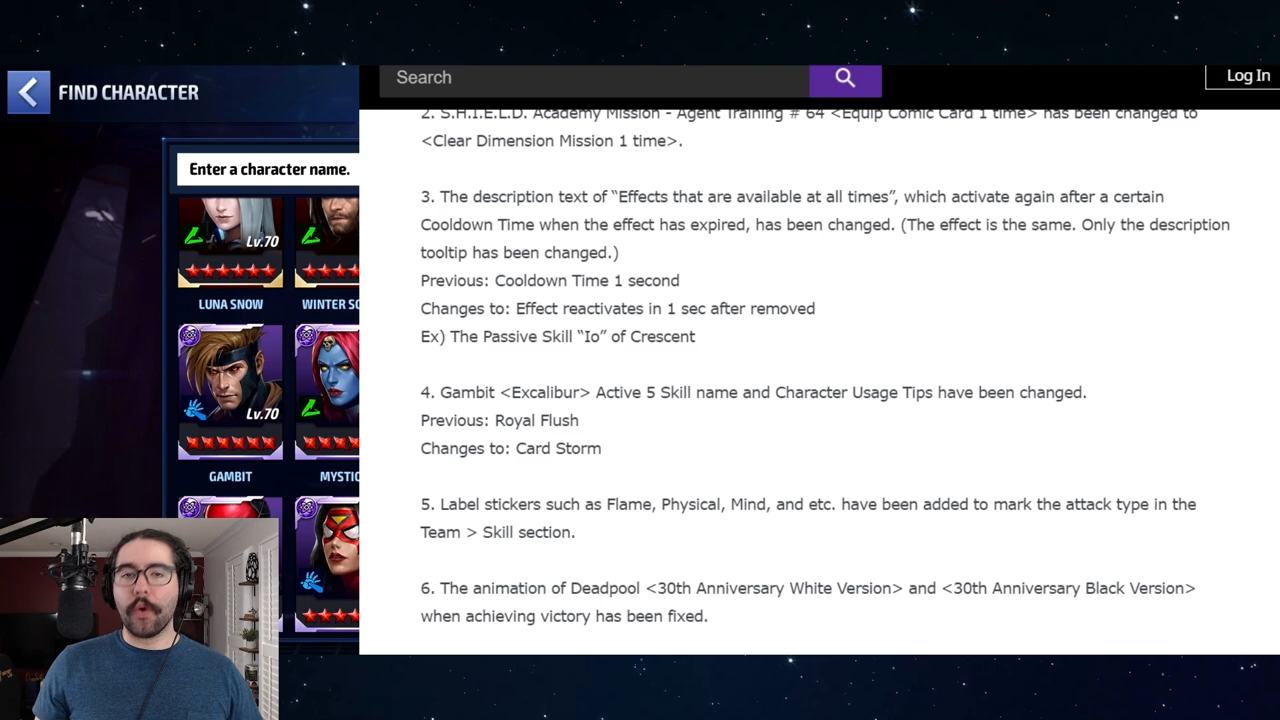 FIND CHARACTER
Enter a character name.
Lv.70
LUNA SNOW
WINTER SO
Lv.70
GAMBIT
MYSTIC
Search
Log In
2. S.H.I.E.L.D. Academy Mission - Agent Training # 64 <Equip Comic Card 1 time> has been changed to
<Clear Dimension Mission 1 time>.
3. The description text of “Effects that are available at all times”, which activate again after a certain
Cooldown Time when the effect has expired, has been changed. (The effect is the same. Only the description
tooltip has been changed.)
Previous: Cooldown Time 1 second
Changes to: Effect reactivates in 1 sec after removed
Ex) The Passive Skill “Io” of Crescent
4. Gambit <Excalibur> Active 5 Skill name and Character Usage Tips have been changed.
Previous: Royal Flush
Changes to: Card Storm
5. Label stickers such as Flame, Physical, Mind, and etc. have been added to mark the attack type in the
Team > Skill section.
6. The animation of Deadpool <30th Anniversary White Version> and <30th Anniversary Black Version>
when achieving victory has been fixed.